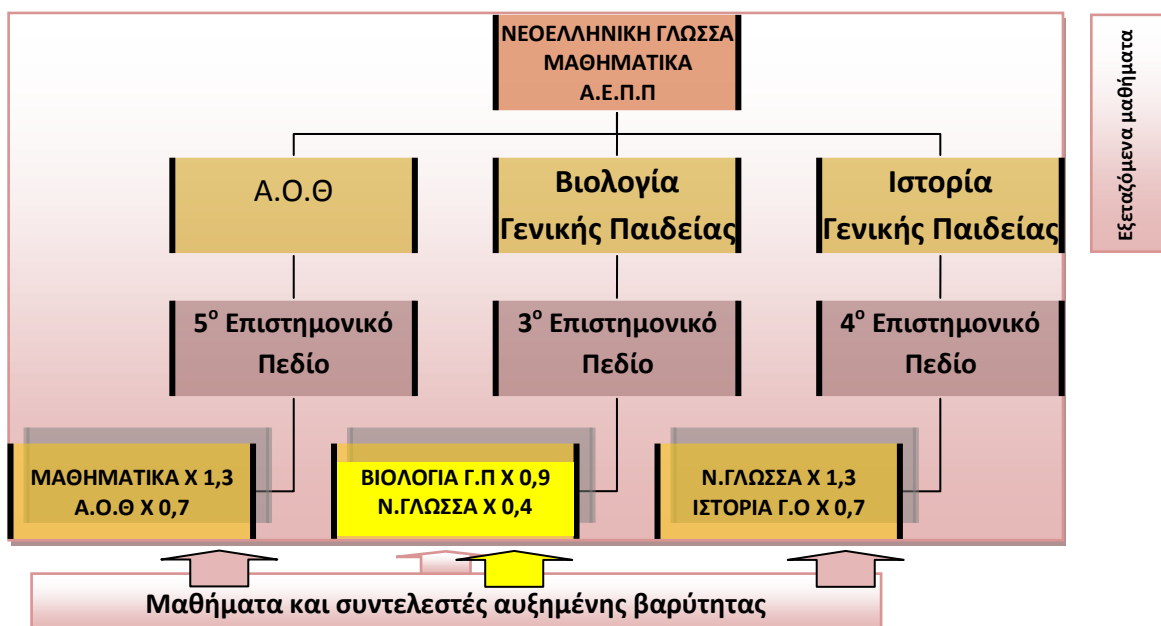 ΝΕΟΕΛΛΗΝΙΚΗ ΓΛΩΣΣΑ
ΜΑΘΗΜΑΤΙΚΑ
Α.Ε.Π.Π
Εξεταζόμενα μαθήματα
Α.Ο.Θ
Βιολογία
Γενικής Παιδείας
Ιστορία
Γενικής Παιδείας
5ο Επιστημονικό
Πεδίο
3ο Επιστημονικό
Πεδίο
4ο Επιστημονικό
Πεδίο
ΜΑΘΗΜΑΤΙΚΑ Χ 1,3
Α.Ο.Θ Χ 0,7
ΒΙΟΛΟΓΙΑ Γ.Π Χ 0,9
Ν.ΓΛΩΣΣΑ Χ 0,4
Ν.ΓΛΩΣΣΑ Χ 1,3
ΙΣΤΟΡΙΑ Γ.Ο Χ 0,7
Μαθήματα και συντελεστές αυξημένης βαρύτητας